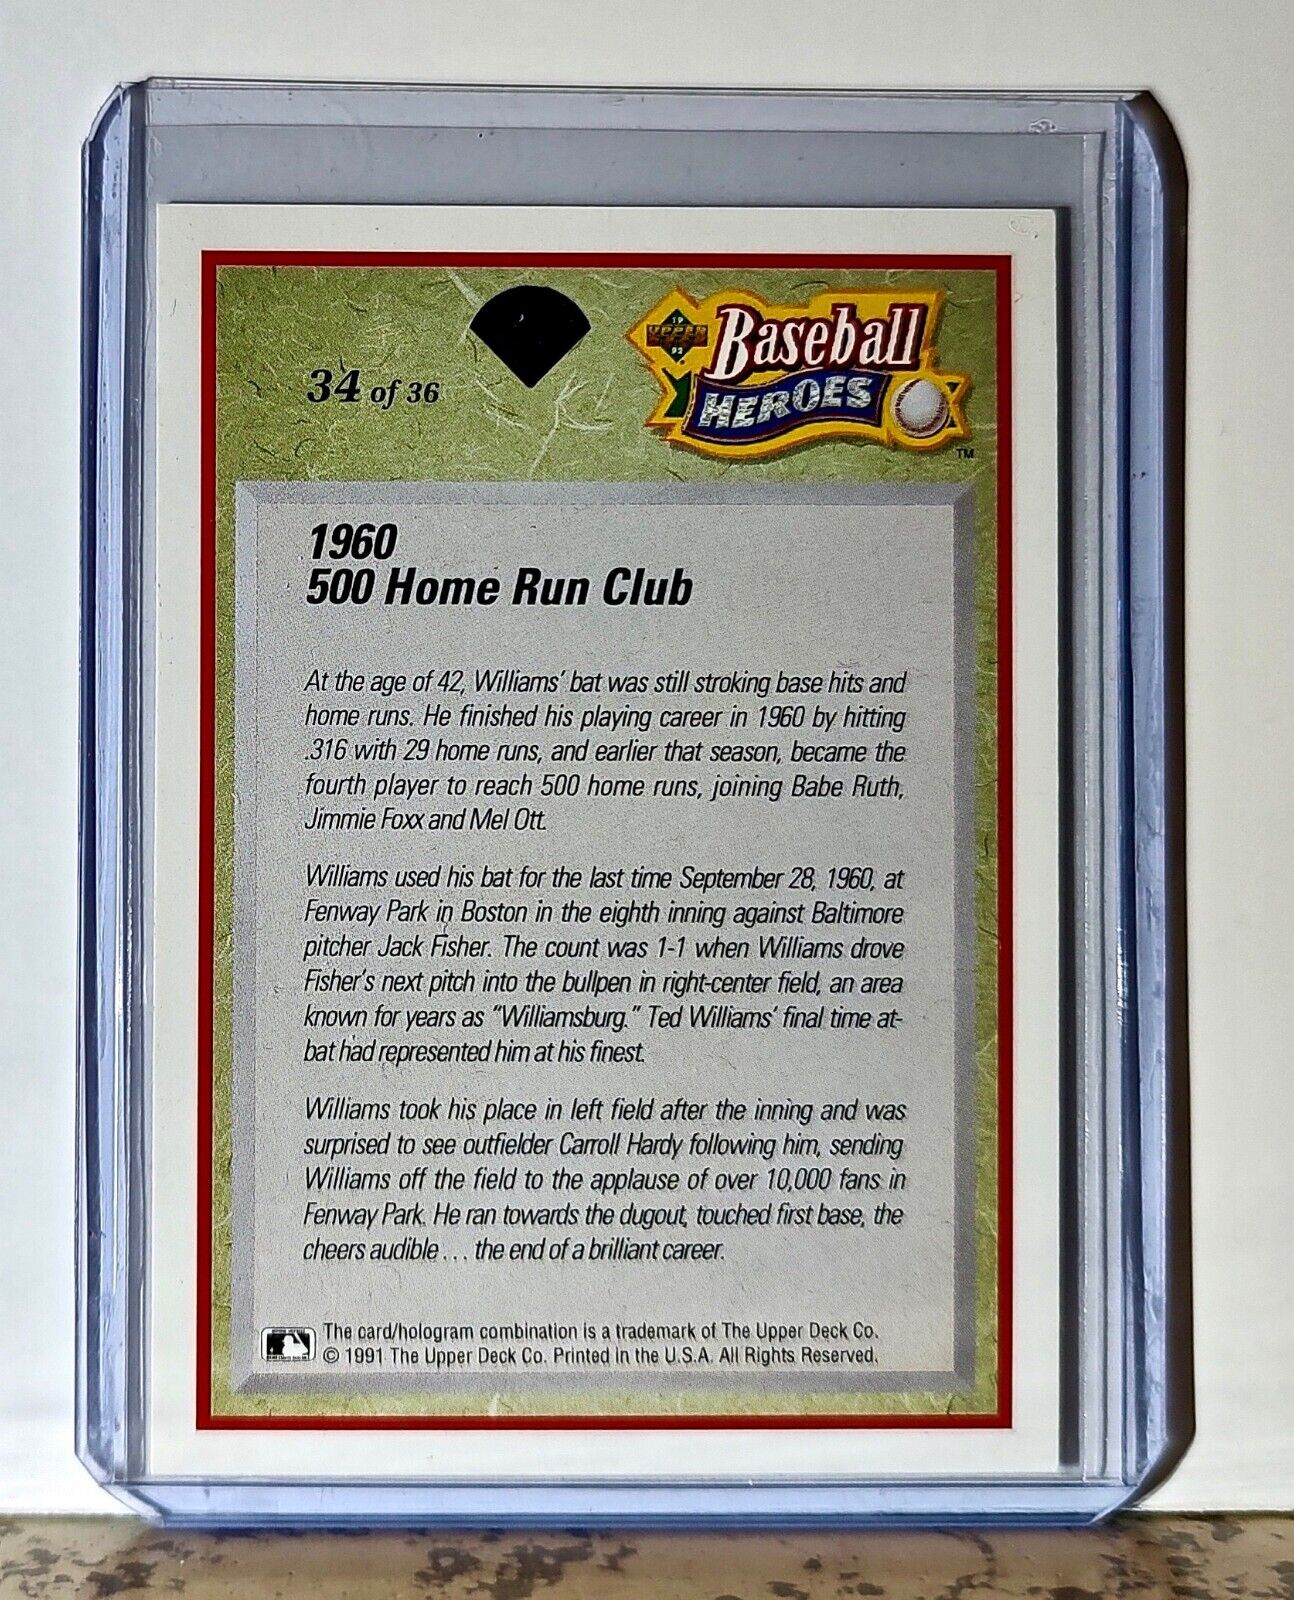 34 of 36
19 UPPER DECK 92
Baseball
HEROES
TM
1960
500 Home Run Club
At the age of 42, Williams' bat was still stroking base hits and
home runs. He finished his playing career in 1960 by hitting
.316 with 29 home runs, and earlier that season, became the
fourth player to reach 500 home runs, joining Babe Ruth,
Jimmie Foxx and Mel Ott.
Williams used his bat for the last time September 28, 1960, at
Fenway Park in Boston in the eighth inning against Baltimore
pitcher Jack Fisher. The count was 1-1 when Williams drove
Fisher's next pitch into the bullpen in right-center field, an area
known for years as "Williamsburg." Ted Williams' final time at-
bat had represented him at his finest.
Williams took his place in left field after the inning and was
surprised to see outfielder Carroll Hardy following him, sending
Williams off the field to the applause of over 10,000 fans in
Fenway Park. He ran towards the dugout, touched first base, the
cheers audible . . . the end of a brilliant career.
The card/hologram combination is a trademark of The Upper Deck Co.
© 1991 The Upper Deck Co. Printed in the U.S.A. All Rights Reserved.